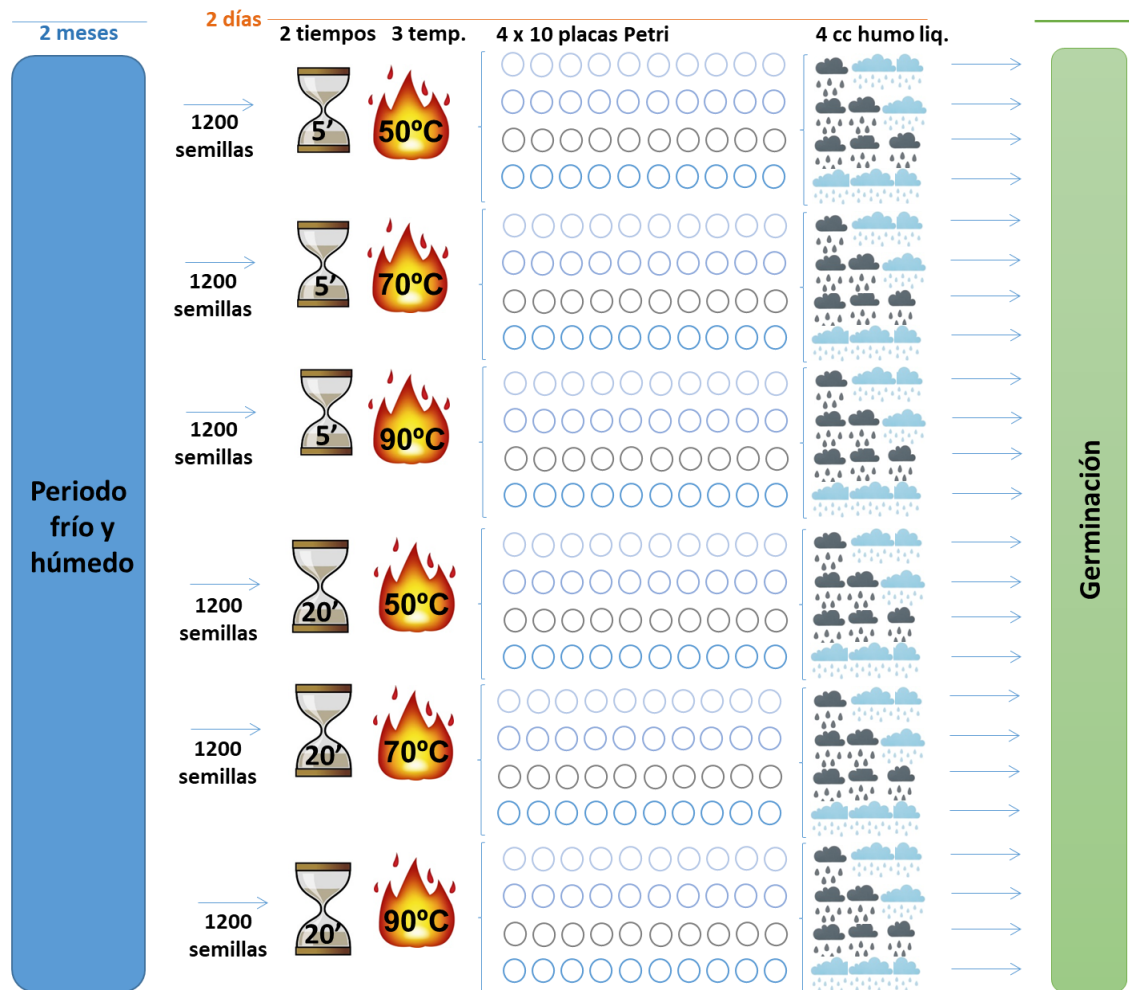 2 meses
2 días
2 tiempos
3 temp.
4 x 10 placas Petri
4 cc humo liq.
Periodo
frío y
húmedo
1200
semillas
5’
50ºC
1200
semillas
5’
70ºC
1200
semillas
5’
90ºC
1200
semillas
20’
50ºC
1200
semillas
20’
70ºC
1200
semillas
20’
90ºC
Germinación